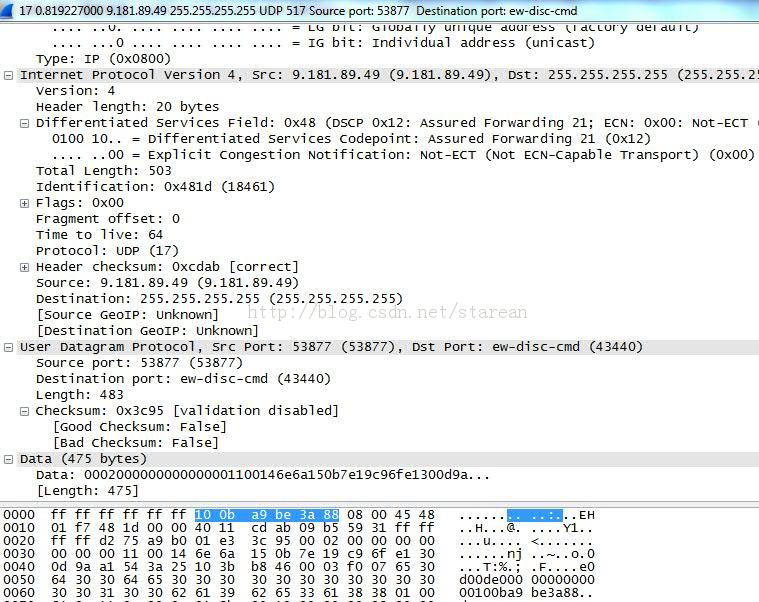 17 0.819227000 9.181.89.49 255.255.255.255 UDP 517 Source port: 53877 Destination port: ew-disc-cmd
.... ..0. .... .... .... .... = LG bit: Globally unique address (factory default)
.... ...0 .... .... .... .... = IG bit: Individual address (unicast)
Type: IP (0x0800)
Internet Protocol Version 4, Src: 9.181.89.49 (9.181.89.49), Dst: 255.255.255.255 (255.255.25
Version: 4
Header length: 20 bytes
Differentiated Services Field: 0x48 (DSCP 0x12: Assured Forwarding 21; ECN: 0x00: Not-ECT (
0100 10.. = Differentiated Services Codepoint: Assured Forwarding 21 (0x12)
.... ..00 = Explicit Congestion Notification: Not-ECT (Not ECN-Capable Transport) (0x00)
Total Length: 503
Identification: 0x481d (18461)
Flags: 0x00
Fragment offset: 0
Time to live: 64
Protocol: UDP (17)
Header checksum: 0xcdab [correct]
Source: 9.181.89.49 (9.181.89.49)
Destination: 255.255.255.255 (255.255.255.255)
[Source GeoIP: Unknown]
http://blog.csdn.net/starean
[Destination GeoIP: Unknown]
User Datagram Protocol, Src Port: 53877 (53877), Dst Port: ew-disc-cmd (43440)
Source port: 53877 (53877)
Destination port: ew-disc-cmd (43440)
Length: 483
Checksum: 0x3c95 [validation disabled]
[Good Checksum: False]
[Bad Checksum: False]
Data (475 bytes)
Data: 0002000000000000001100146e6a150b7e19c96fe1300d9a...
[Length: 475]
0000 ff ff ff ff ff ff 10 0b a9 be 3a 88 08 00 45 48 ........ ..:...EH
0010 01 f7 48 1d 00 00 40 11 cd ab 09 b5 59 31 ff ff ..H...@. ....Y1..
0020 ff ff d2 75 a9 b0 01 e3 3c 95 00 02 00 00 00 00 ...u.... <.......
0030 00 00 00 11 00 14 6e 6a 15 0b 7e 19 c9 6f e1 30 ......nj ..~..o.0
0040 0d 9a a1 54 3a 25 10 3b b8 46 00 03 f0 07 65 30 ...T:%.; .F....e0
0050 64 30 30 64 65 30 30 30 30 30 30 30 30 30 30 30 d00de000 00000000
0060 30 30 31 30 30 62 61 39 62 65 33 61 38 38 01 00 00100ba9 be3a88..